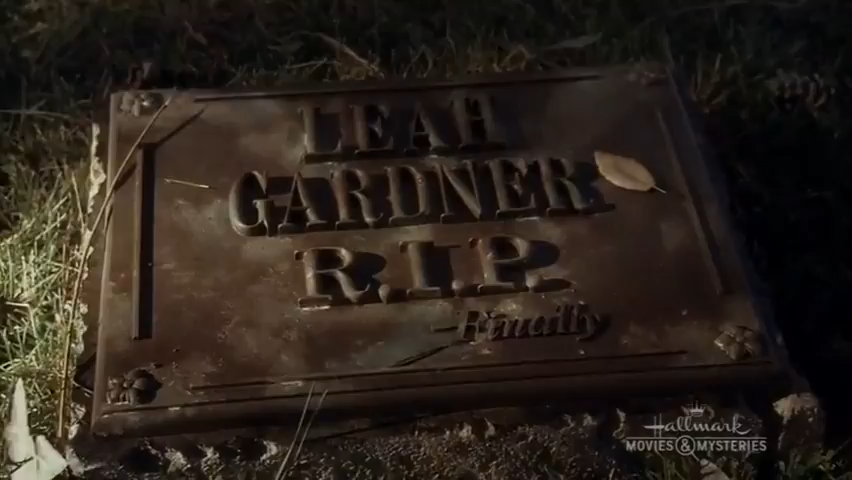 LEAH
GARDNER
R.I.P.
- Finally
Hallmark
MOVIES & MYSTERIES